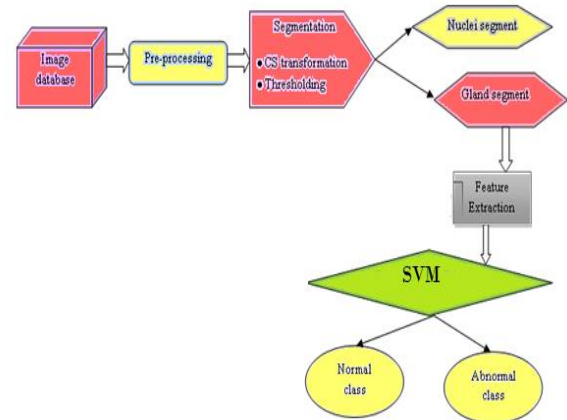 Image
database
Pre-processing
Segmentation
● CS transformation
● Thresholding
Nuclei segment
Gland segment
Feature
Extraction
SVM
Normal
class
Abnormal
class